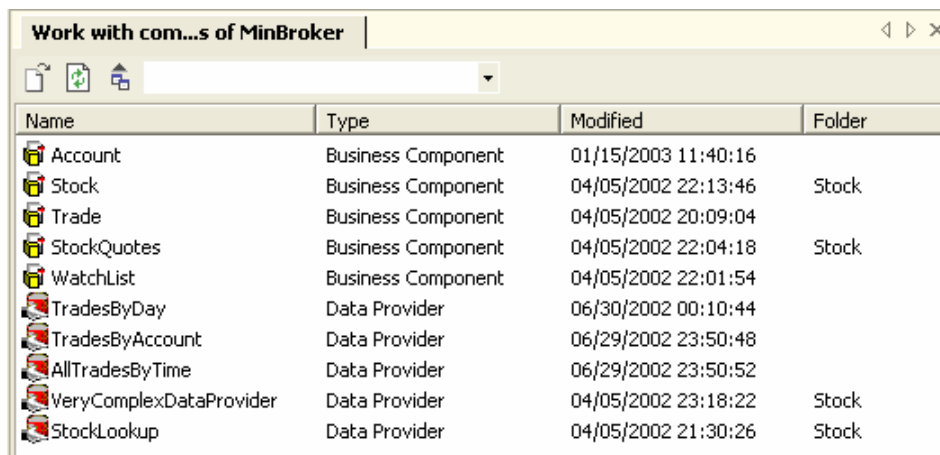 Work with com...s of MinBroker
Name Type Modified Folder
Account Business Component 01/15/2003 11:40:16
Stock Business Component 04/05/2002 22:13:46 Stock
Trade Business Component 04/05/2002 20:09:04
StockQuotes Business Component 04/05/2002 22:04:18 Stock
WatchList Business Component 04/05/2002 22:01:54
TradesByDay Data Provider 06/30/2002 00:10:44
TradesByAccount Data Provider 06/29/2002 23:50:48
AllTradesByTime Data Provider 06/29/2002 23:50:52
VeryComplexDataProvider Data Provider 04/05/2002 23:18:22 Stock
StockLookup Data Provider 04/05/2002 21:30:26 Stock